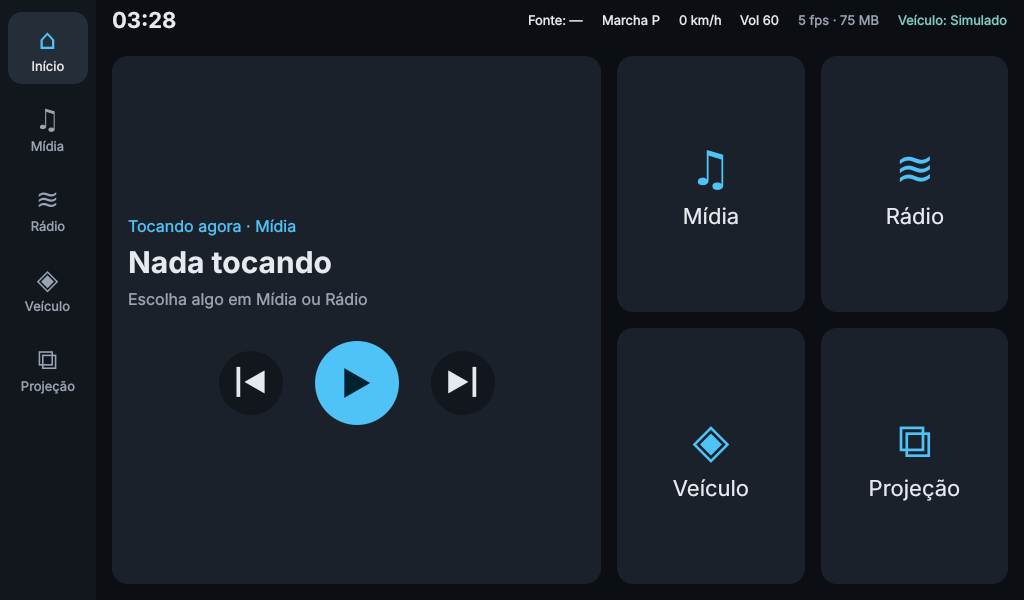 03:28
Fonte: — Marcha P 0 km/h Vol 60 5 fps · 75 MB Veículo: Simulado
Início
Mídia
Rádio
Veículo
Projeção
Tocando agora · Mídia
Nada tocando
Escolha algo em Mídia ou Rádio
Mídia
Rádio
Veículo
Projeção